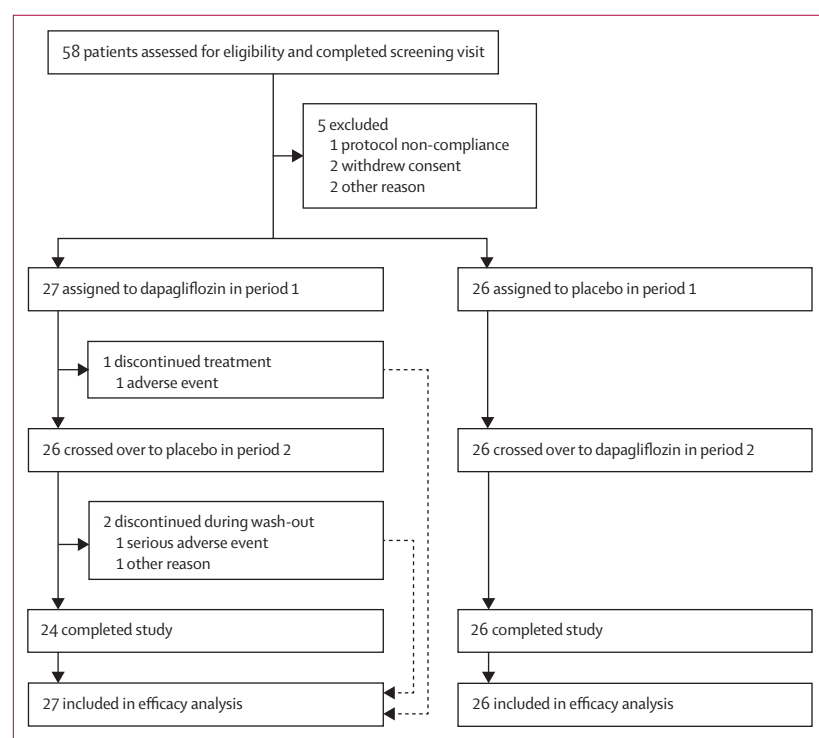 58 patients assessed for eligibility and completed screening visit
5 excluded
1 protocol non-compliance
2 withdrew consent
2 other reason
27 assigned to dapagliflozin in period 1
26 assigned to placebo in period 1
1 discontinued treatment
1 adverse event
26 crossed over to placebo in period 2
26 crossed over to dapagliflozin in period 2
2 discontinued during wash-out
1 serious adverse event
1 other reason
24 completed study
26 completed study
27 included in efficacy analysis
26 included in efficacy analysis